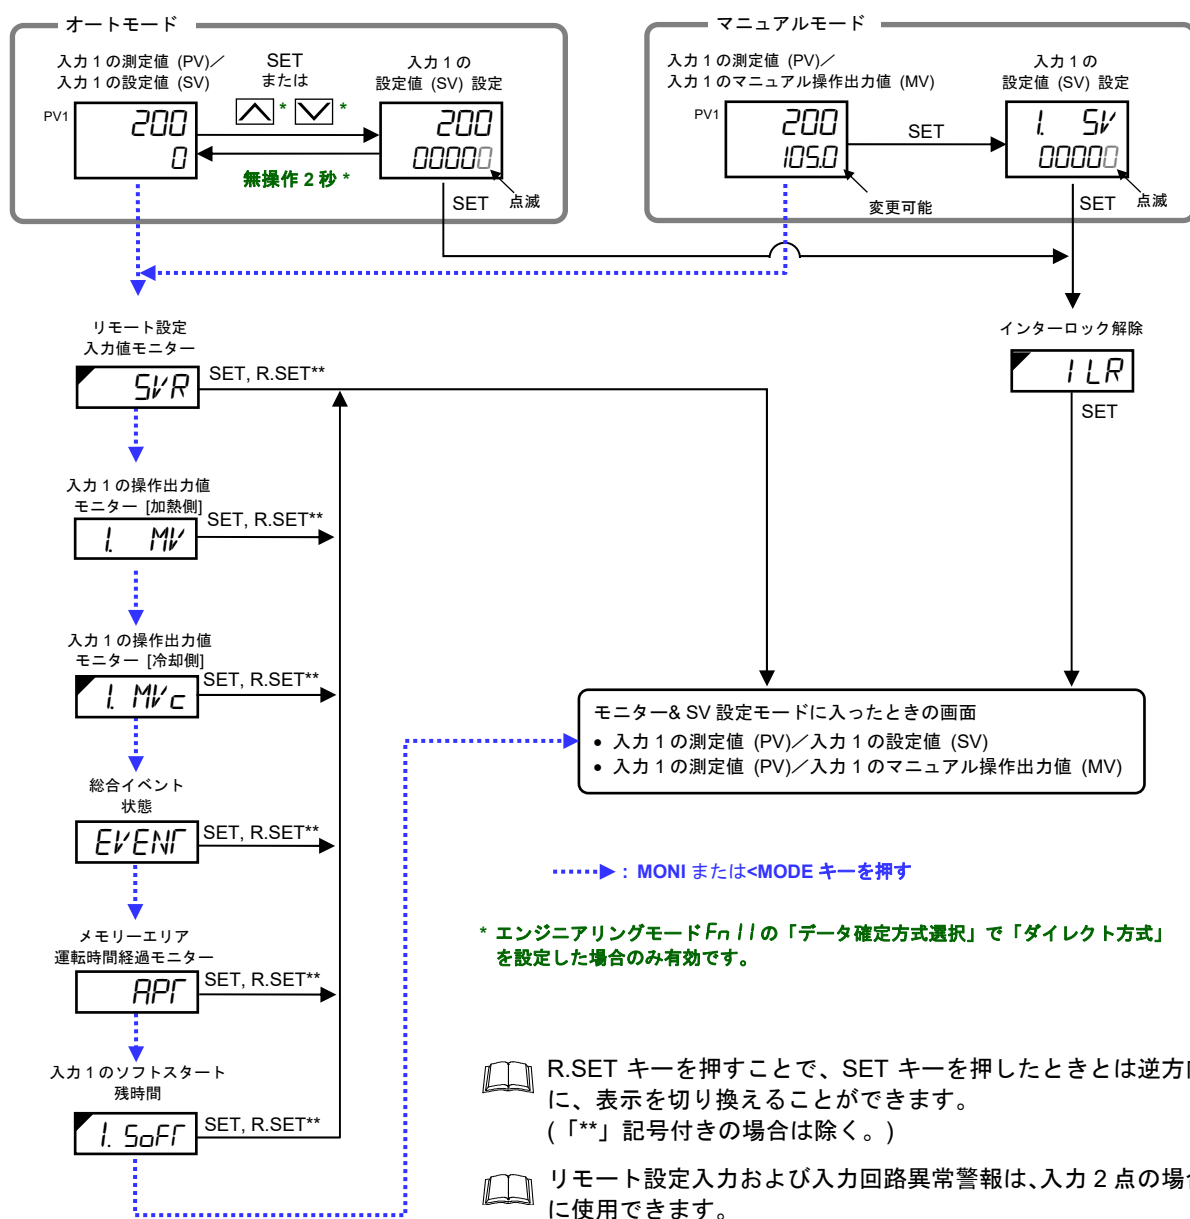 オートモード
入力1の測定値 (PV)／
入力1の設定値 (SV)
SET
または
* *
入力1の
設定値 (SV) 設定
PV1
200
0
200
00000
無操作 2 秒 *
SET
点滅
マニュアルモード
入力1の測定値 (PV)／
入力1のマニュアル操作出力値 (MV)
入力1の
設定値 (SV) 設定
PV1
200
105.0
SET
1. SV
00000
変更可能
SET
点滅
リモート設定
入力値モニター
SVR
SET, R.SET**
インターロック解除
ILR
SET
入力1の操作出力値
モニター [加熱側]
1. MV
SET, R.SET**
入力1の操作出力値
モニター [冷却側]
1. MVc
SET, R.SET**
モニター& SV 設定モードに入ったときの画面
• 入力1の測定値 (PV)／入力1の設定値 (SV)
• 入力1の測定値 (PV)／入力1のマニュアル操作出力値 (MV)
総合イベント
状態
EVENT
SET, R.SET**
: MONI または<MODE キーを押す
* エンジニアリングモード Fn11の「データ確定方式選択」で「ダイレクト方式」
を設定した場合のみ有効です。
メモリーエリア
運転時間経過モニター
APT
SET, R.SET**
入力1のソフトスタート
残時間
1. SoFT
SET, R.SET**
R.SET キーを押すことで、SET キーを押したときとは逆方向
に、表示を切り換えることができます。
(「**」記号付きの場合は除く。)
リモート設定入力および入力回路異常警報は、入力2点の場合
に使用できます。